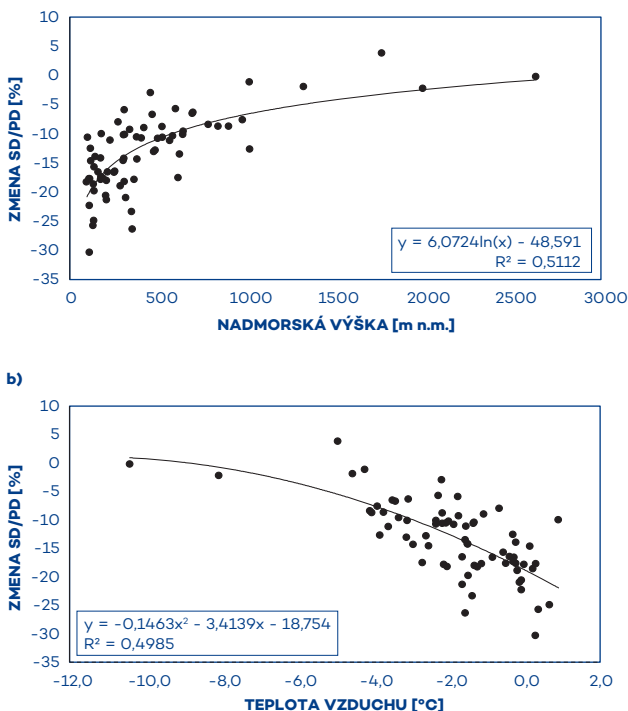 10
5
0
-5
-10
-15
-20
-25
-30
-35
ZMENA SD/PD [%]
y = 6,0724ln(x) - 48,591
R² = 0,5112
0 500 1000 1500 2000 2500 3000
NADMORSKÁ VÝŠKA [m n.m.]
b)
10
5
0
-5
-10
-15
-20
-25
-30
-35
ZMENA SD/PD [%]
y = -0,1463x² - 3,4139x - 18,754
R² = 0,4985
-12,0 -10,0 -8,0 -6,0 -4,0 -2,0 0,0 2,0
TEPLOTA VZDUCHU [°C]